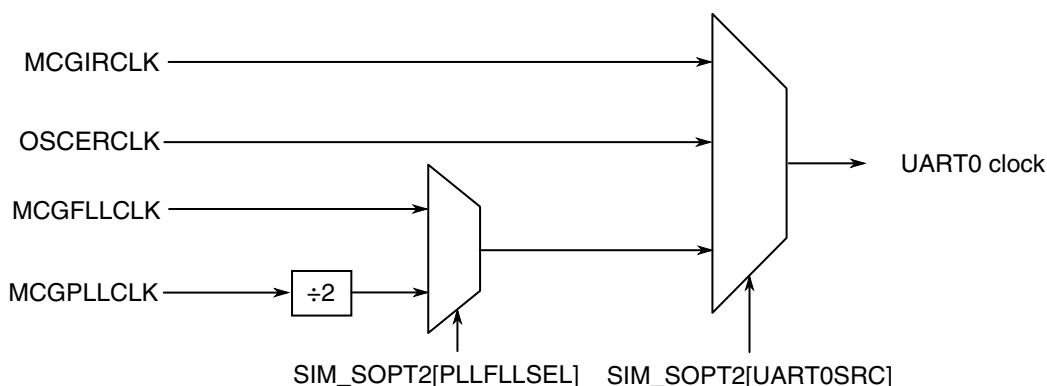 MCGIRCLK
OSCERCLK
UART0 clock
MCGFLLCLK
MCGPLLCLK
÷2
SIM_SOPT2[PLLFLLSEL]
SIM_SOPT2[UART0SRC]